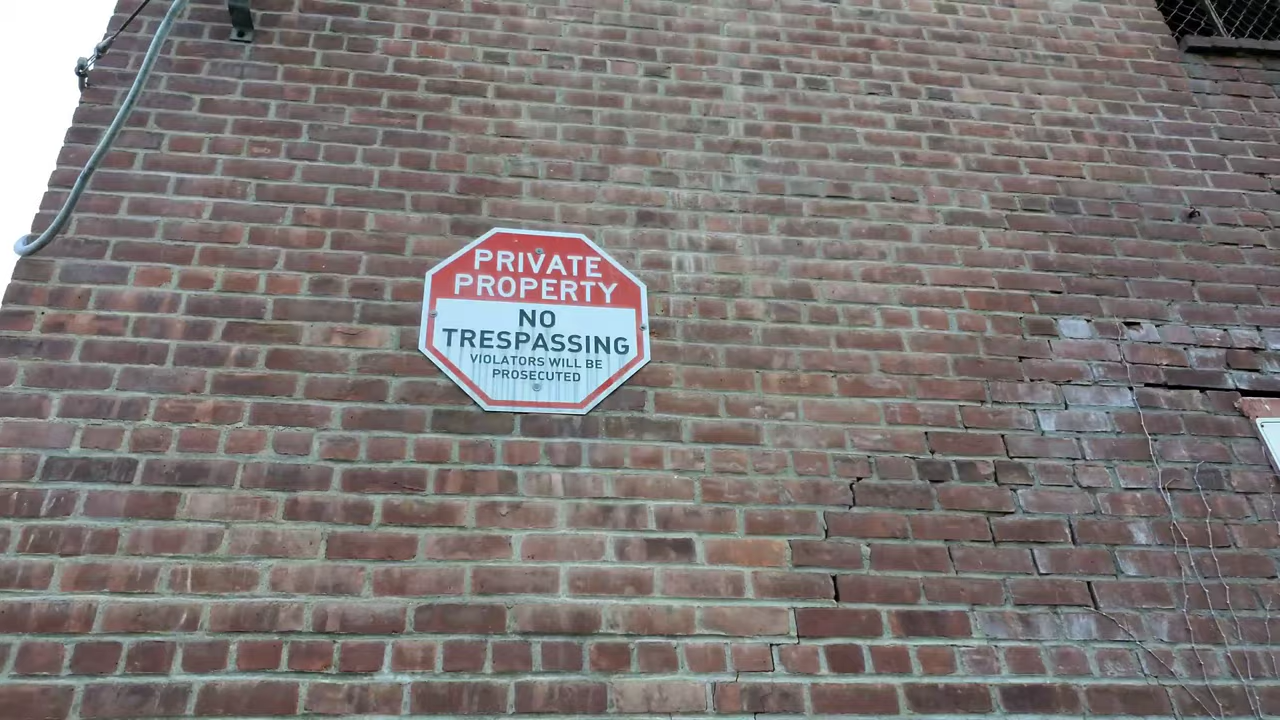 PRIVATE
PROPERTY
NO
TRESPASSING
VIOLATORS WILL BE
PROSECUTED